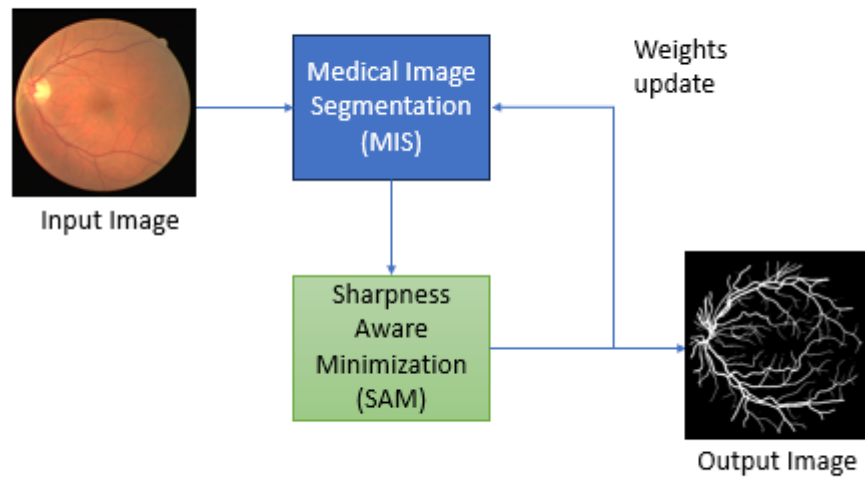 Medical Image
Segmentation
(MIS)
Weights
update
Input Image
Sharpness
Aware
Minimization
(SAM)
Output Image